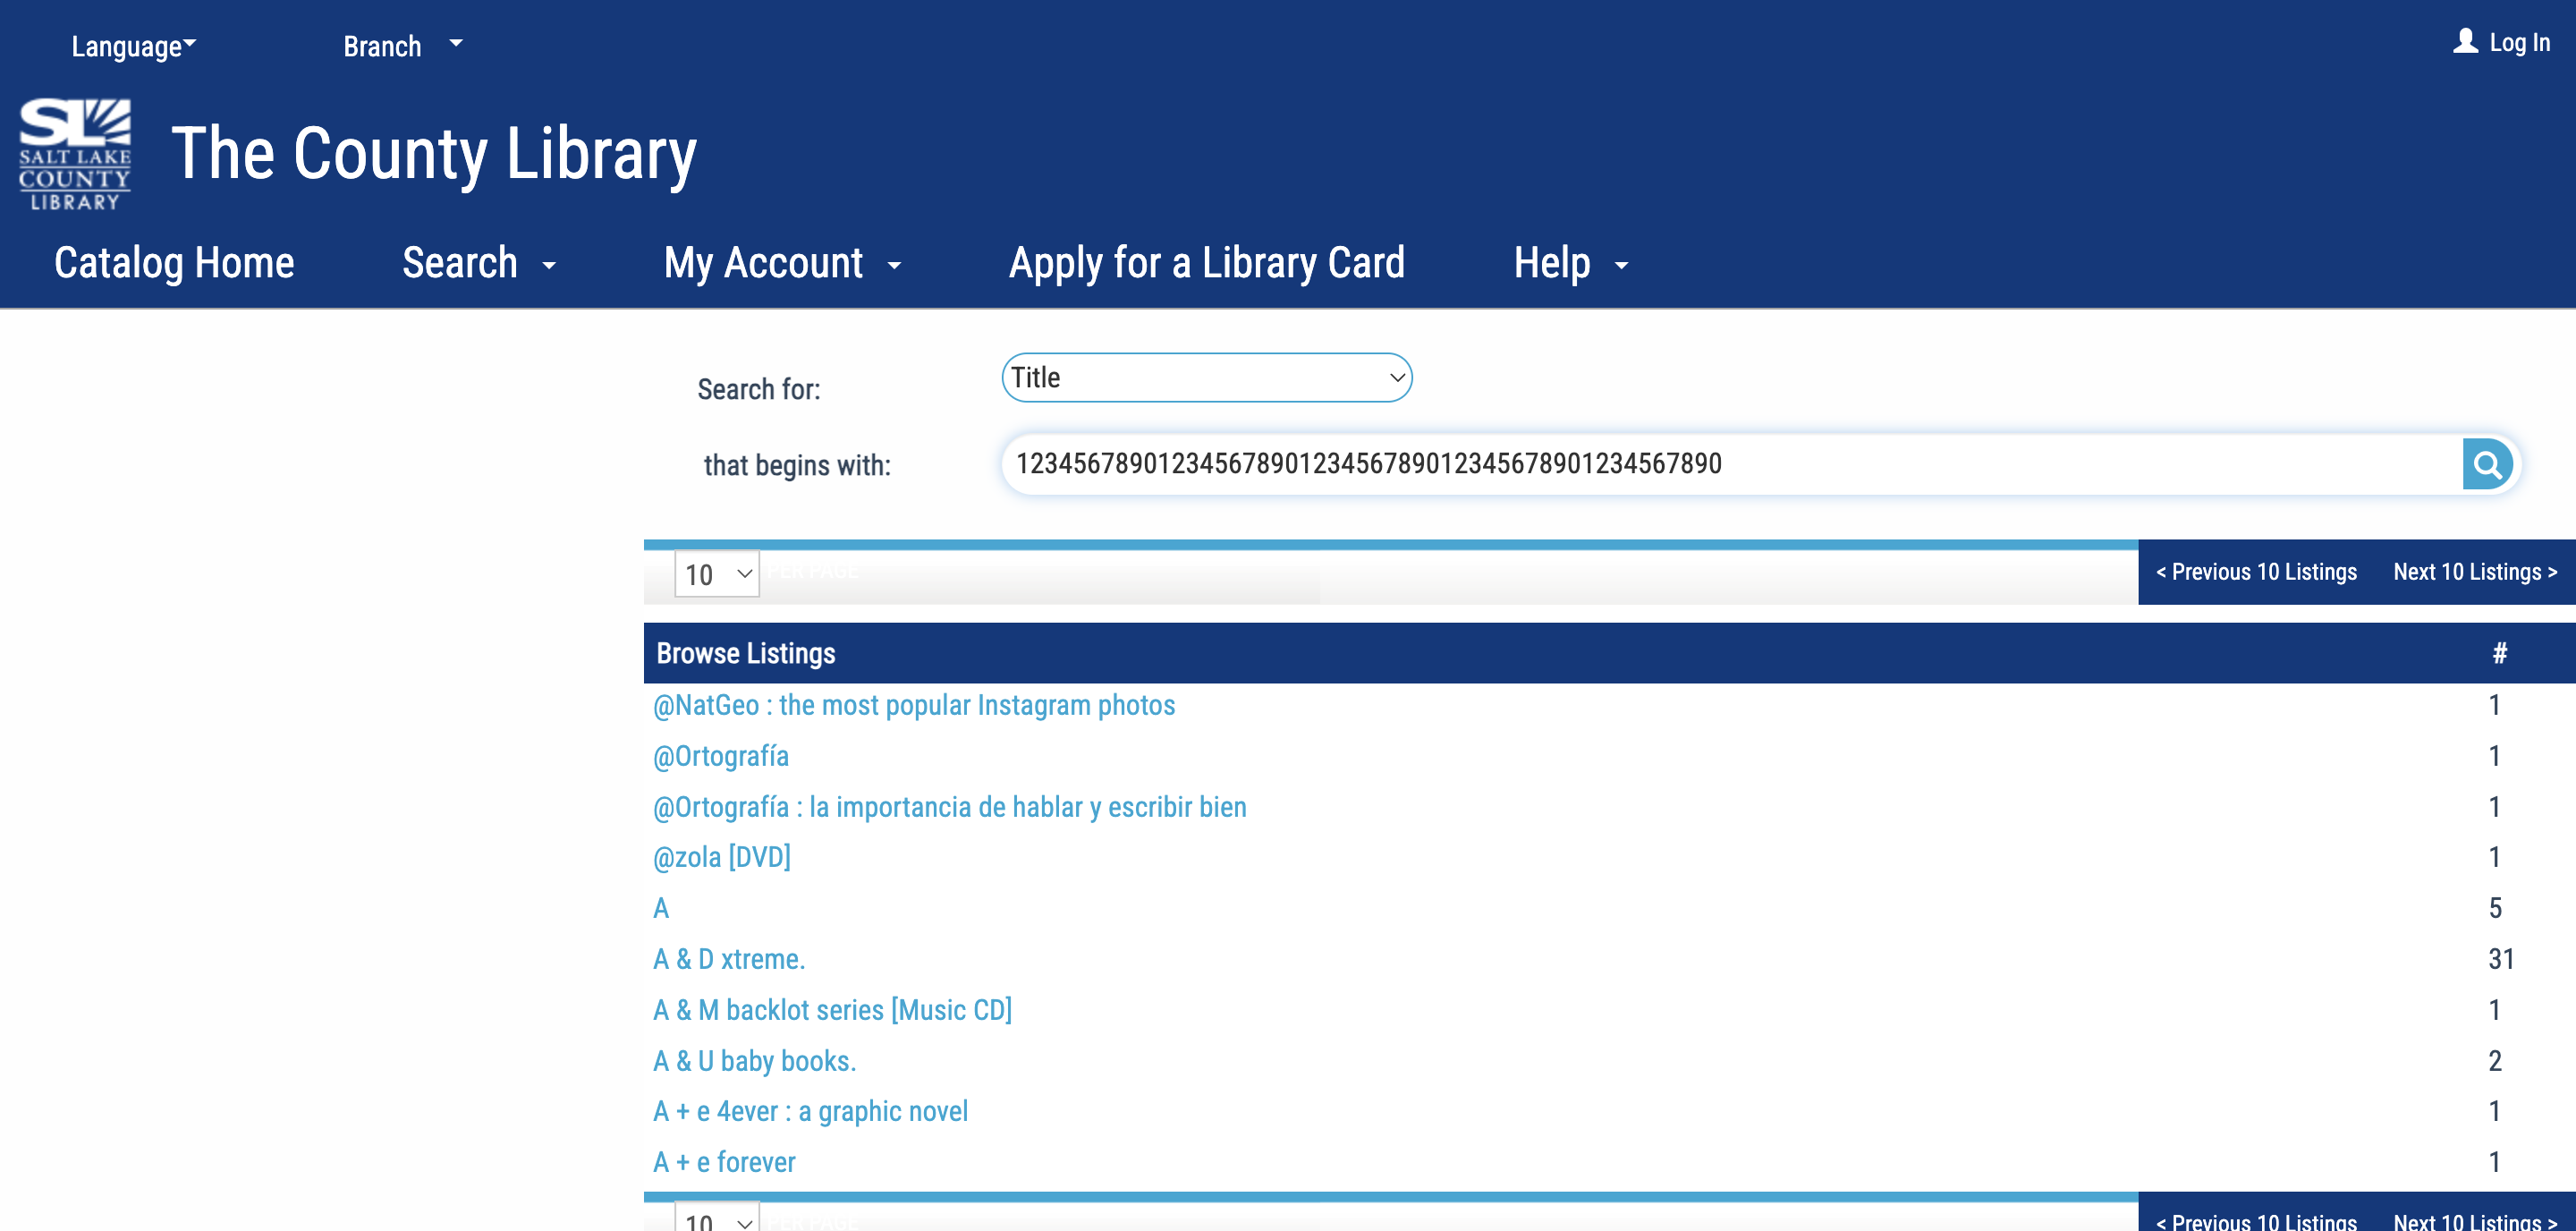 Language
Branch
Log In
SL
SALT LAKE
COUNTY
LIBRARY
The County Library
Catalog Home
Search
My Account
Apply for a Library Card
Help
Search for:
Title
that begins with:
12345678901234567890123456789012345678901234567890
10 PER PAGE
< Previous 10 Listings Next 10 Listings >
Browse Listings #
@NatGeo : the most popular Instagram photos 1
@Ortografía 1
@Ortografía : la importancia de hablar y escribir bien 1
@zola [DVD] 1
A 5
A & D xtreme. 31
A & M backlot series [Music CD] 1
A & U baby books. 2
A + e 4ever : a graphic novel 1
A + e forever 1
10 PER PAGE
< Previous 10 Listings Next 10 Listings >